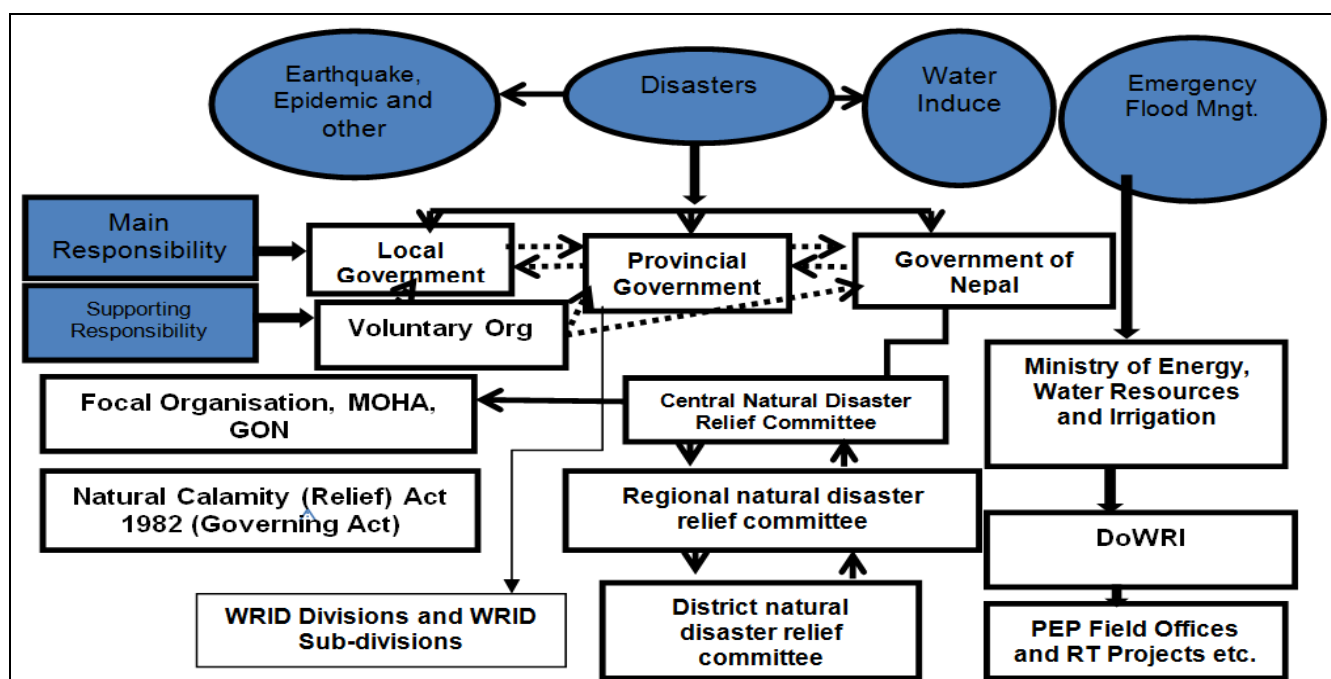 Earthquake,
Epidemic and
other
Disasters
Water
Induce
Emergency
Flood Mngt.
Main
Responsibility
Local
Government
Provincial
Government
Government of
Nepal
Supporting
Responsibility
Voluntary Org
Ministry of Energy,
Water Resources
and Irrigation
Focal Organisation, MOHA,
GON
Central Natural Disaster
Relief Committee
Natural Calamity (Relief) Act
1982 (Governing Act)
Regional natural disaster
relief committee
DoWRI
WRID Divisions and WRID
Sub-divisions
District natural
disaster relief
committee
PEP Field Offices
and RT Projects etc.